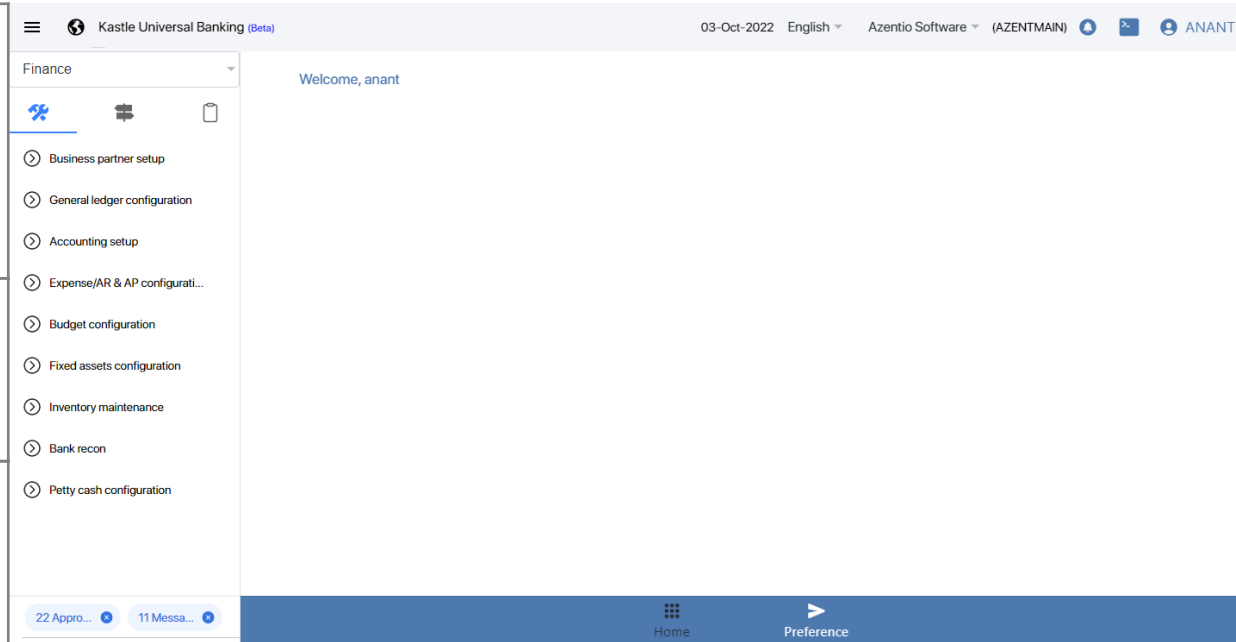 Kastle Universal Banking (Beta)
03-Oct-2022 English Azentio Software (AZENTMAIN) ANANT
Finance
Welcome, anant
Business partner setup
General ledger configuration
Accounting setup
Expense/AR & AP configurati...
Budget configuration
Fixed assets configuration
Inventory maintenance
Bank recon
Petty cash configuration
22 Appro... 11 Messa...
Home Preference